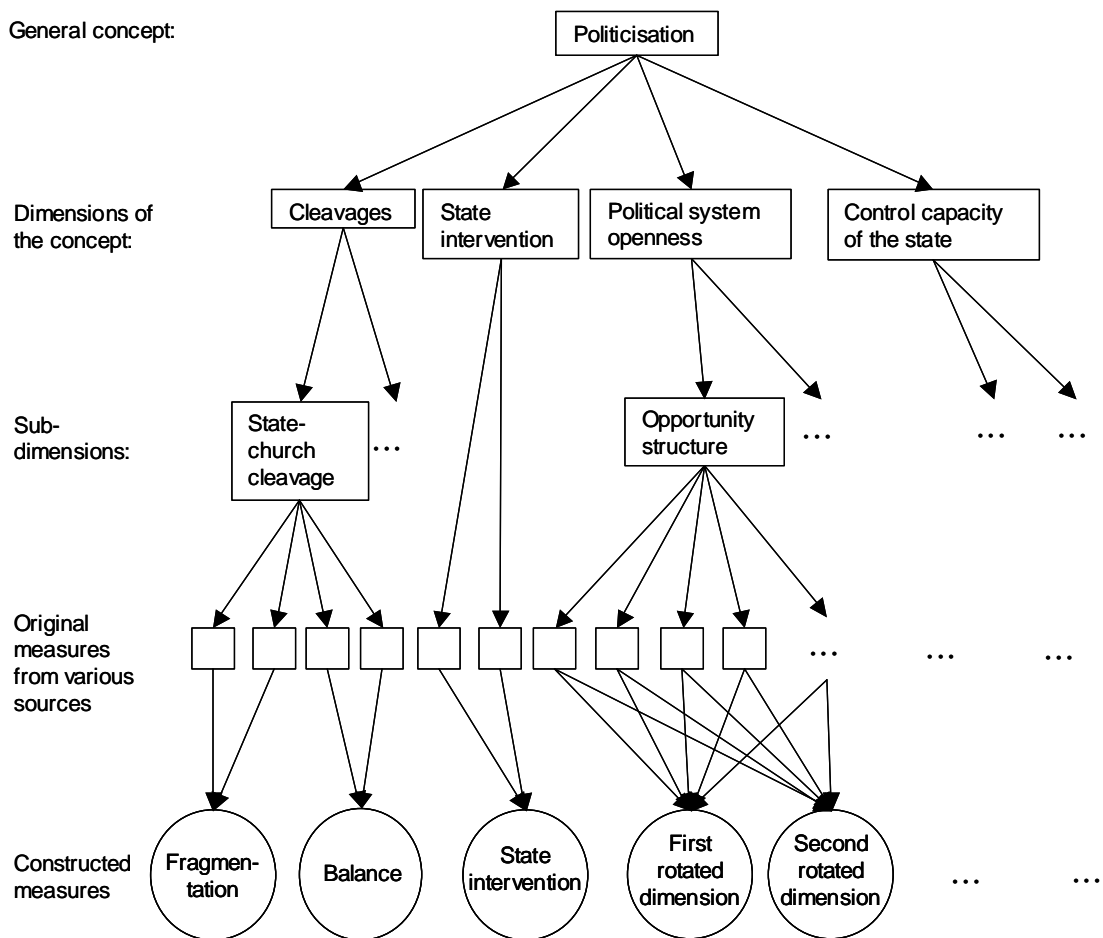 General concept:
Politicisation
Dimensions of
the concept:
Cleavages
State
intervention
Political system
openness
Control capacity
of the state
Sub-
dimensions:
State-
church
cleavage
...
Opportunity
structure
...
...
...
Original
measures
from various
sources
...
...
...
Constructed
measures
Fragmen-
tation
Balance
State
intervention
First
rotated
dimension
Second
rotated
dimension
...
...